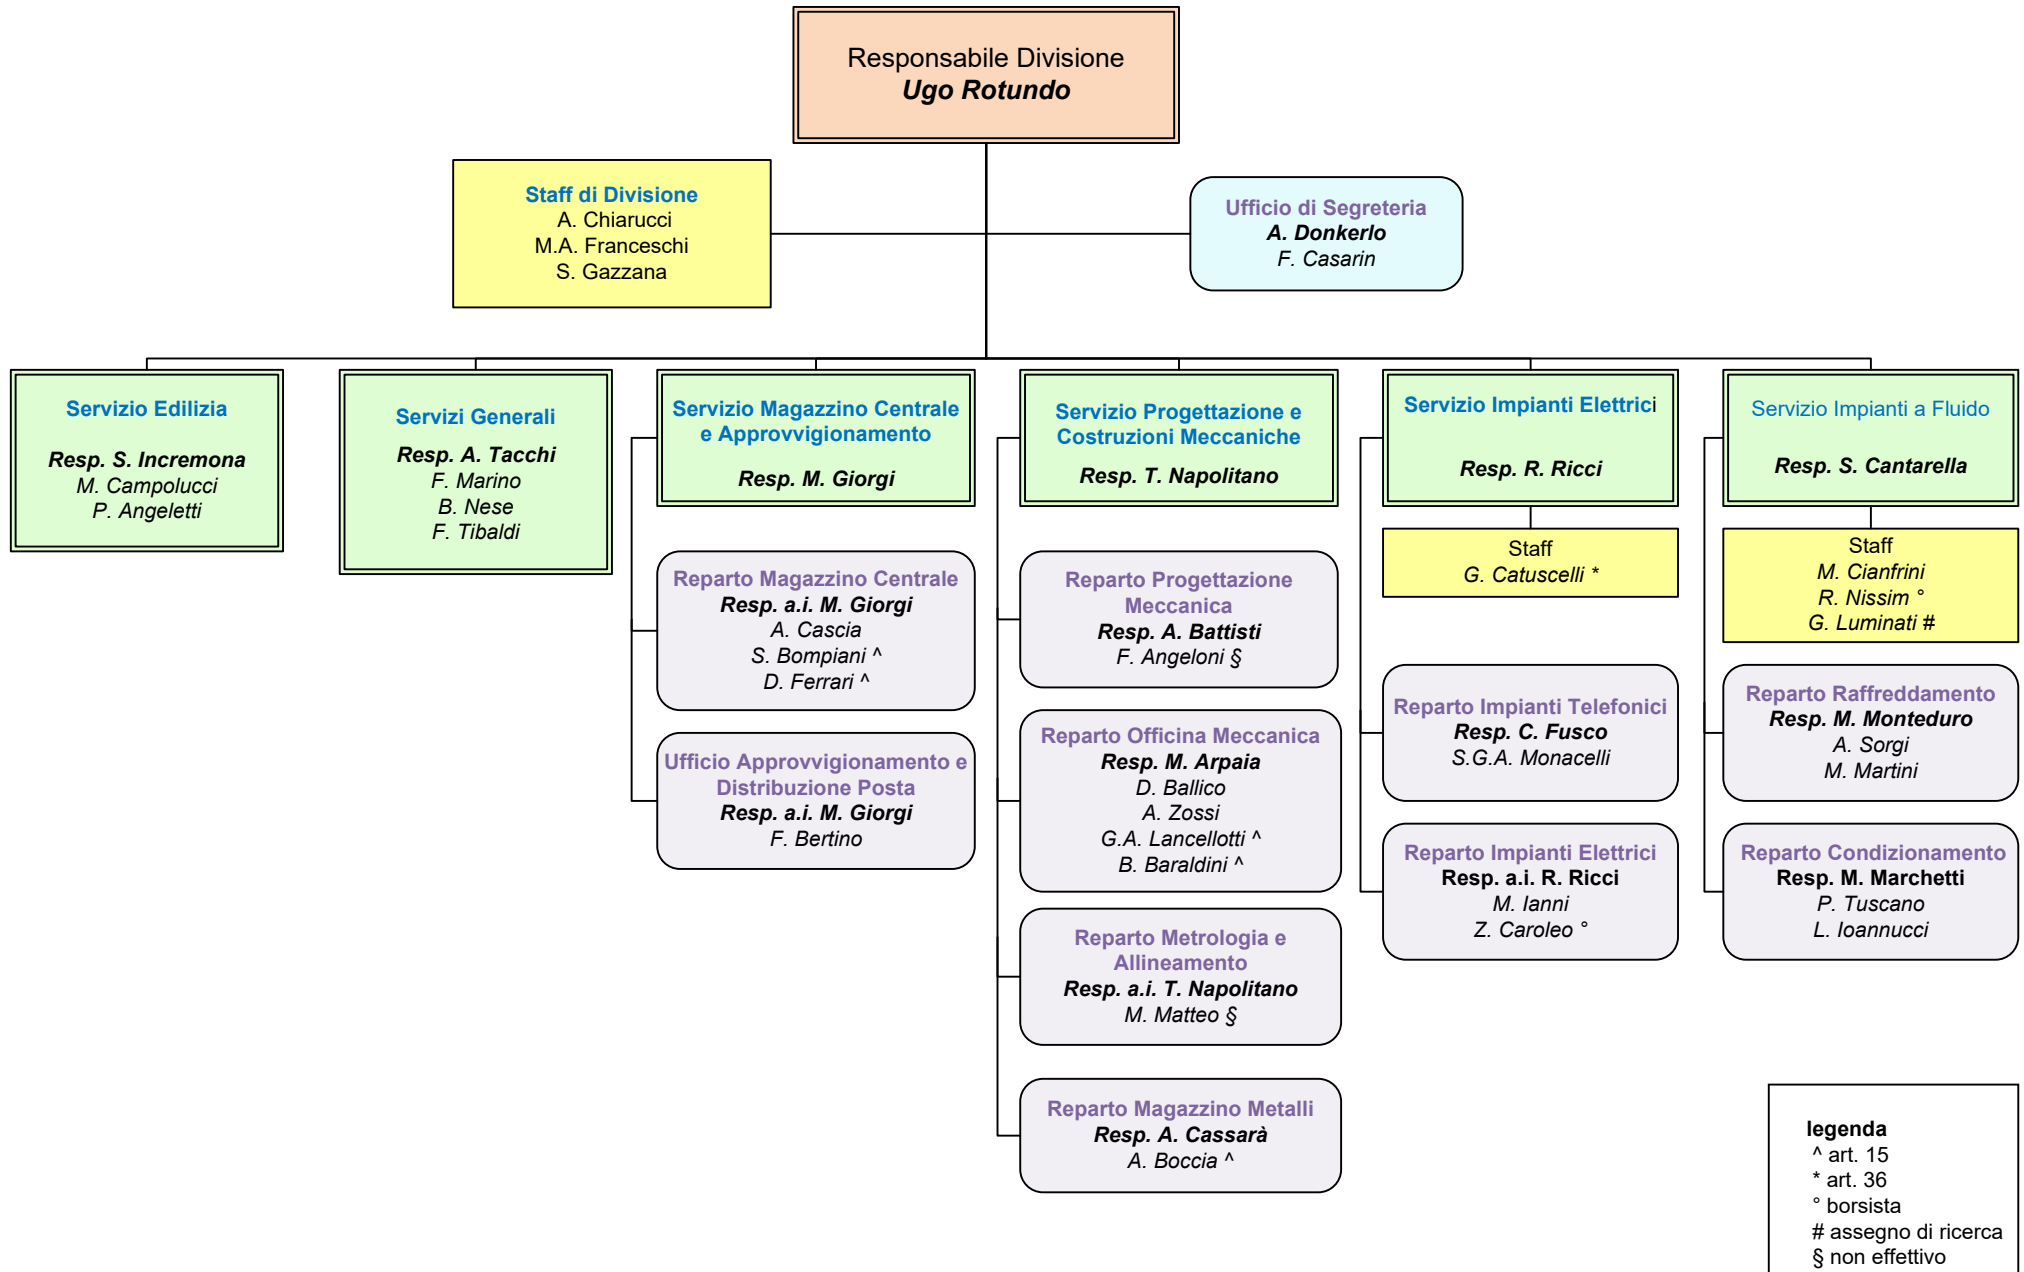 Responsabile Divisione
Ugo Rotundo
Staff di Divisione
A. Chiarucci
M.A. Franceschi
S. Gazzana
Ufficio di Segreteria
A. Donkerlo
F. Casarin
Servizio Edilizia
Resp. S. Incremona
M. Campolucci
P. Angeletti
Servizi Generali
Resp. A. Tacchi
F. Marino
B. Nese
F. Tibaldi
Servizio Magazzino Centrale
e Approvvigionamento
Resp. M. Giorgi
Reparto Magazzino Centrale
Resp. a.i. M. Giorgi
A. Cascia
S. Bompiani ^
D. Ferrari ^
Ufficio Approvvigionamento e
Distribuzione Posta
Resp. a.i. M. Giorgi
F. Bertino
Servizio Progettazione e
Costruzioni Meccaniche
Resp. T. Napolitano
Reparto Progettazione
Meccanica
Resp. A. Battisti
F. Angeloni §
Reparto Officina Meccanica
Resp. M. Arpaia
D. Ballico
A. Zossi
G.A. Lancellotti ^
B. Baraldini ^
Reparto Metrologia e
Allineamento
Resp. a.i. T. Napolitano
M. Matteo §
Reparto Magazzino Metalli
Resp. A. Cassarà
A. Boccia ^
Servizio Impianti Elettrici
Resp. R. Ricci
Staff
G. Catuscelli *
Reparto Impianti Telefonici
Resp. C. Fusco
S.G.A. Monacelli
Reparto Impianti Elettrici
Resp. a.i. R. Ricci
M. Ianni
Z. Caroleo °
Servizio Impianti a Fluido
Resp. S. Cantarella
Staff
M. Cianfrini
R. Nissim °
G. Luminati #
Reparto Raffreddamento
Resp. M. Monteduro
A. Sorgi
M. Martini
Reparto Condizionamento
Resp. M. Marchetti
P. Tuscano
L. Ioannucci
legenda
^ art. 15
* art. 36
° borsista
# assegno di ricerca
§ non effettivo